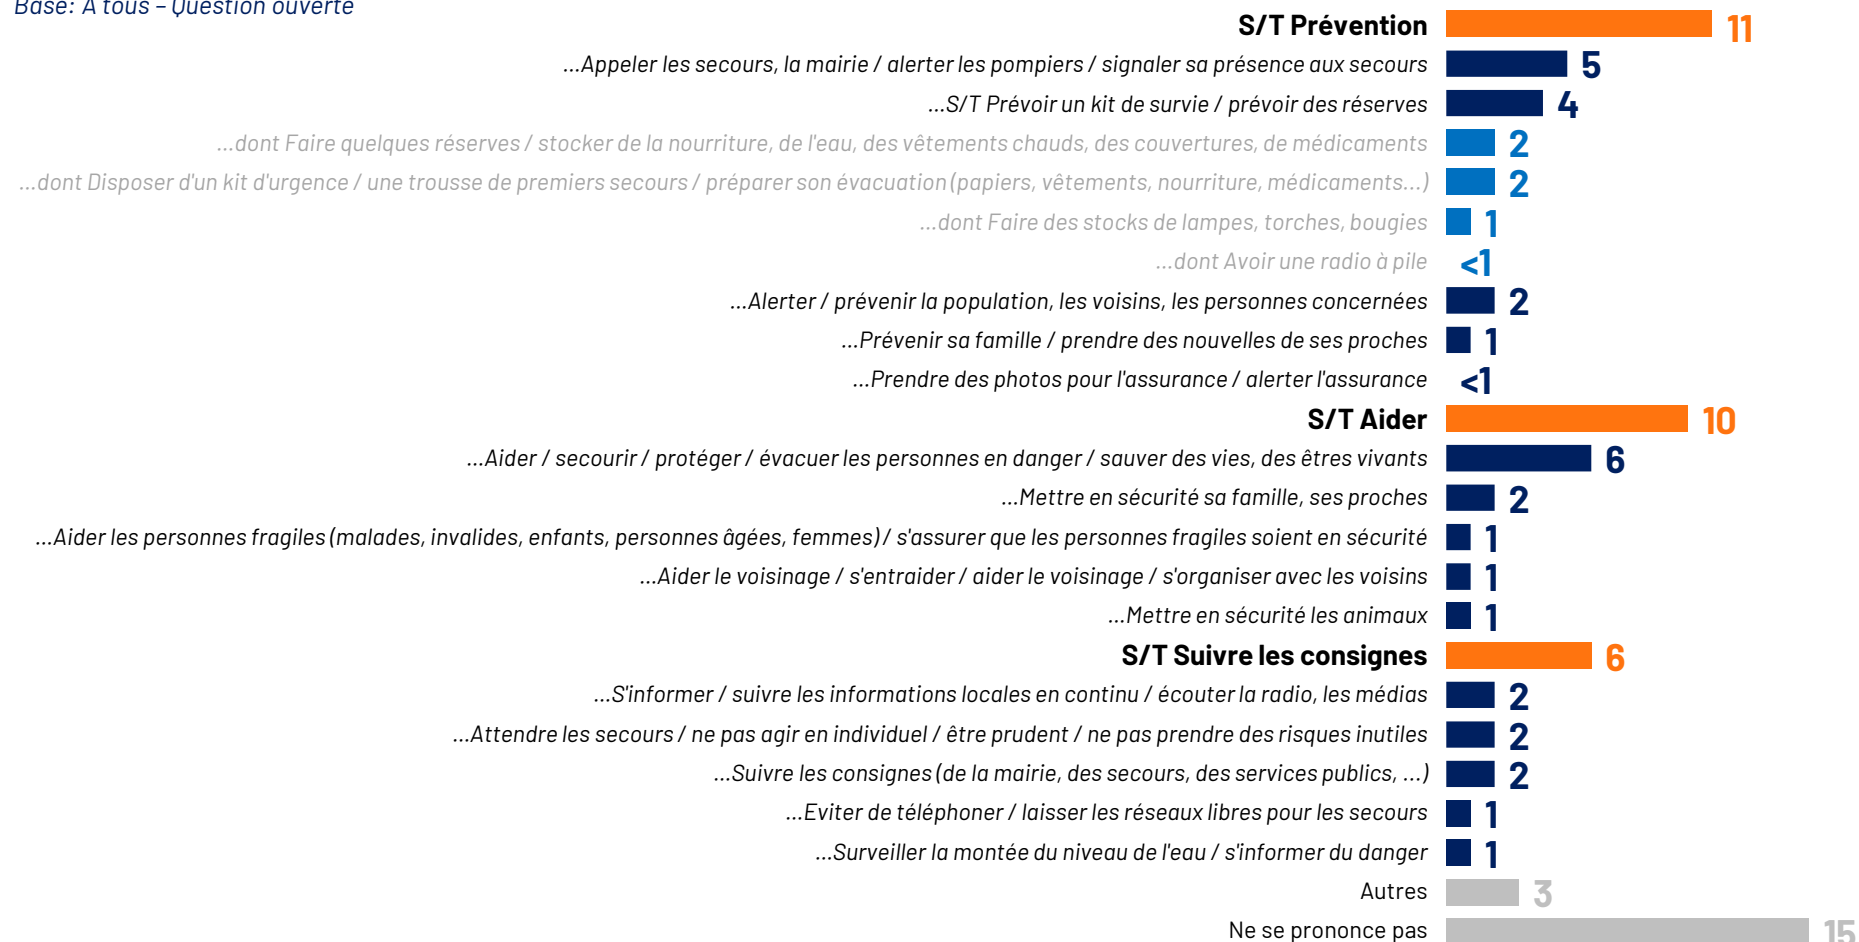 Base: A tous – Question ouverte
S/T Prévention 11
...Appeler les secours, la mairie / alerter les pompiers / signaler sa présence aux secours 5
...S/T Prévoir un kit de survie / prévoir des réserves 4
...dont Faire quelques réserves / stocker de la nourriture, de l'eau, des vêtements chauds, des couvertures, de médicaments 2
...dont Disposer d'un kit d'urgence / une trousse de premiers secours / préparer son évacuation (papiers, vêtements, nourriture, médicaments...) 2
...dont Faire des stocks de lampes, torches, bougies 1
...dont Avoir une radio à pile <1
...Alerter / prévenir la population, les voisins, les personnes concernées 2
...Prévenir sa famille / prendre des nouvelles de ses proches 1
...Prendre des photos pour l'assurance / alerter l'assurance <1
S/T Aider 10
...Aider / secourir / protéger / évacuer les personnes en danger / sauver des vies, des êtres vivants 6
...Mettre en sécurité sa famille, ses proches 2
...Aider les personnes fragiles (malades, invalides, enfants, personnes âgées, femmes) / s'assurer que les personnes fragiles soient en sécurité 1
...Aider le voisinage / s'entraider / aider le voisinage / s'organiser avec les voisins 1
...Mettre en sécurité les animaux 1
S/T Suivre les consignes 6
...S'informer / suivre les informations locales en continu / écouter la radio, les médias 2
...Attendre les secours / ne pas agir en individuel / être prudent / ne pas prendre des risques inutiles 2
...Suivre les consignes (de la mairie, des secours, des services publics, ...) 2
...Eviter de téléphoner / laisser les réseaux libres pour les secours 1
...Surveiller la montée du niveau de l'eau / s'informer du danger 1
Autres 3
Ne se prononce pas 15